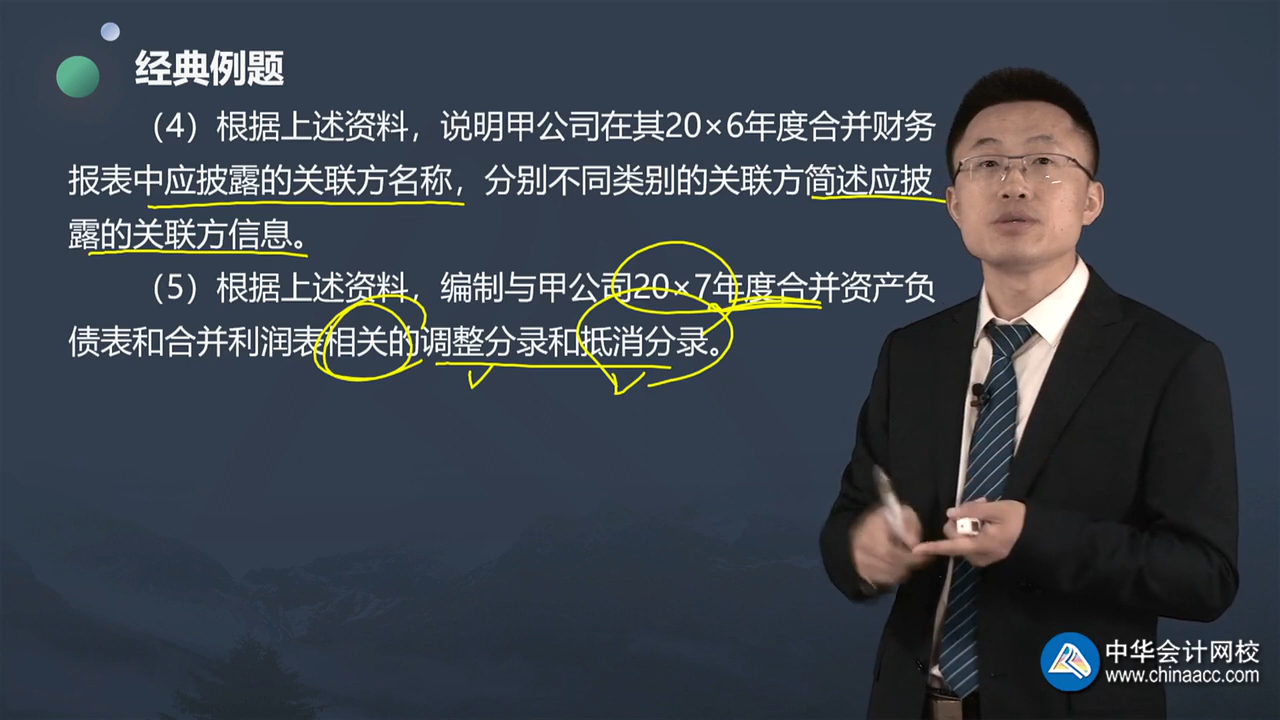 经典例题
（4）根据上述资料，说明甲公司在其20×6年度合并财务
报表中应披露的关联方名称，分别不同类别的关联方简述应披
露的关联方信息。
（5）根据上述资料，编制与甲公司20×7年度合并资产负
债表和合并利润表相关的调整分录和抵消分录。
中华会计网校
www.chinaacc.com